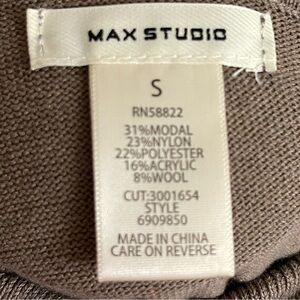 MAX STUDIO
S
RN58822
31%MODAL
23%NYLON
22%POLYESTER
16%ACRYLIC
8%WOOL
CUT:3001654
STYLE
6909850
MADE IN CHINA
CARE ON REVERSE